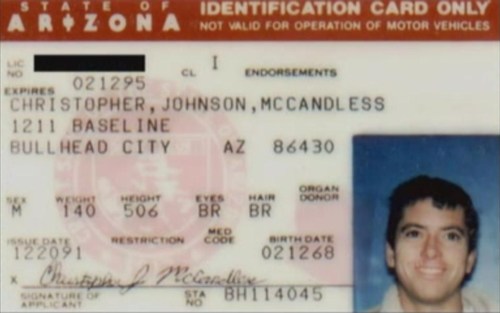 STATE OF
ARIZONA
IDENTIFICATION CARD ONLY
NOT VALID FOR OPERATION OF MOTOR VEHICLES
LIC NO
CL I ENDORSEMENTS
EXPIRES 021295
CHRISTOPHER,JOHNSON,MCCANDLESS
1211 BASELINE
BULLHEAD CITY AZ 86430
SEX WEIGHT HEIGHT EYES HAIR ORGAN DONOR
M 140 506 BR BR
ISSUE DATE RESTRICTION MED CODE BIRTH DATE
122091 021268
X Christopher J. McCandless
SIGNATURE OF APPLICANT STA NO BH114045